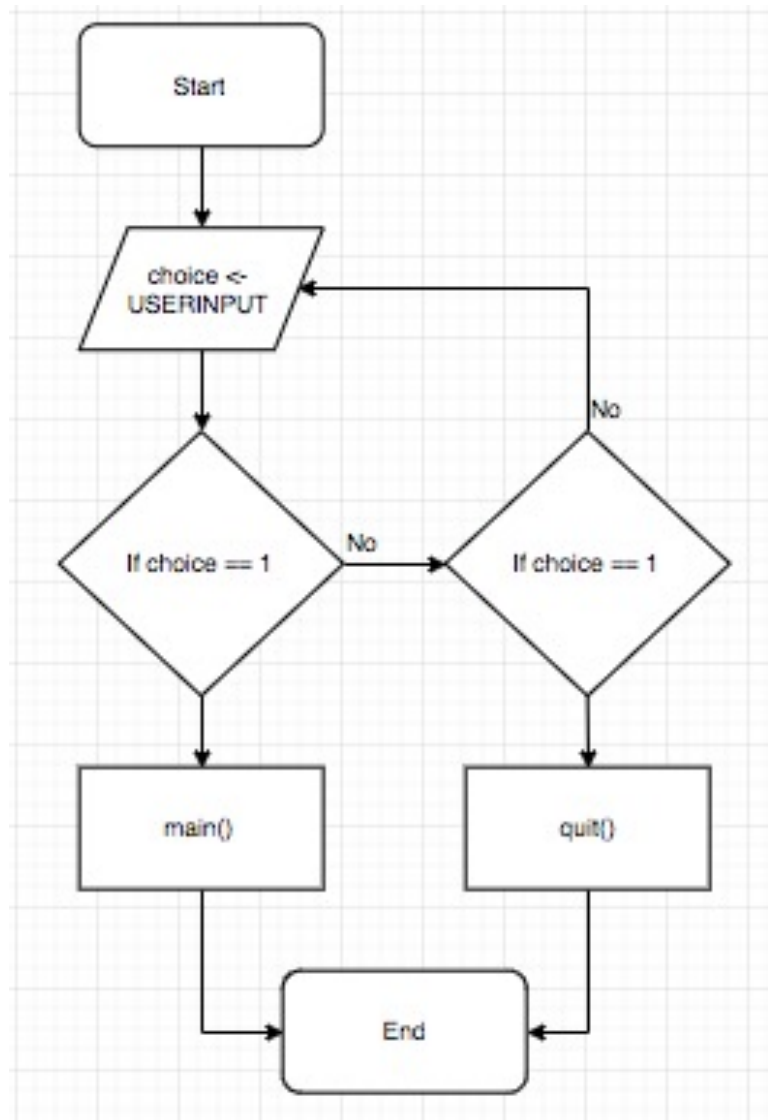 Start
choice <-
USERINPUT
No
If choice == 1
No
If choice == 1
main()
quit()
End